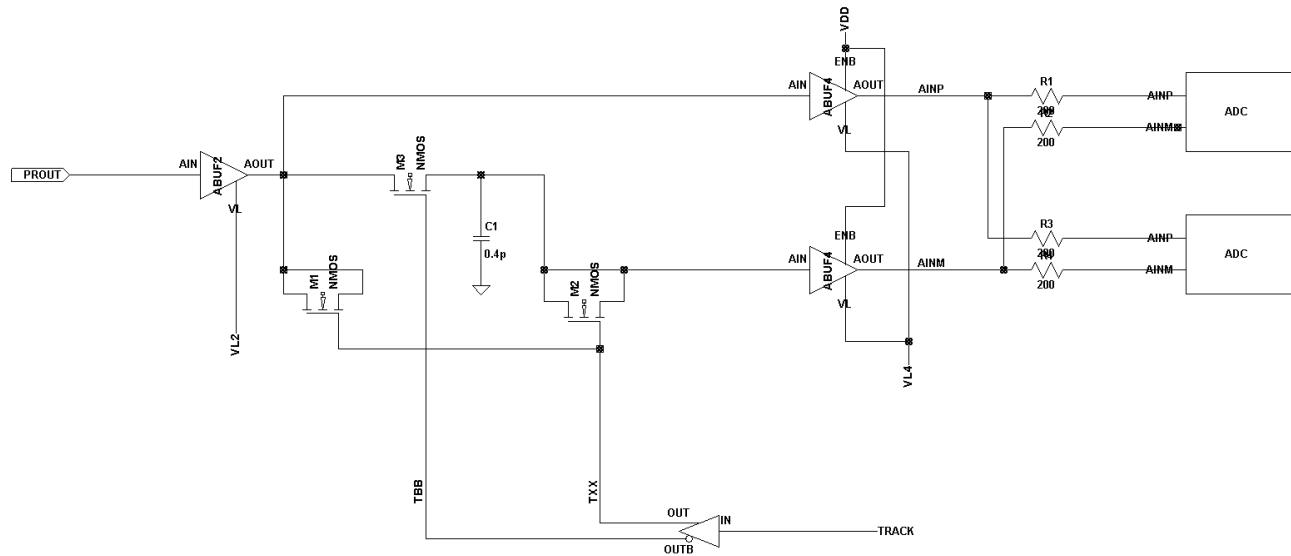 VDD
ENB
AIN
ABUF4
AOUT
VL
AINP
R1
200
AINP
ADC
R2
200
AINM
PROUT
AIN
ABUF2
AOUT
VL
VL2
M3
NMOS
C1
0.4p
M1
NMOS
M2
NMOS
ENB
AIN
ABUF4
AOUT
VL
AINM
VL4
R3
200
AINP
ADC
R4
200
AINM
TBB
TXX
OUT
IN
OUTB
TRACK